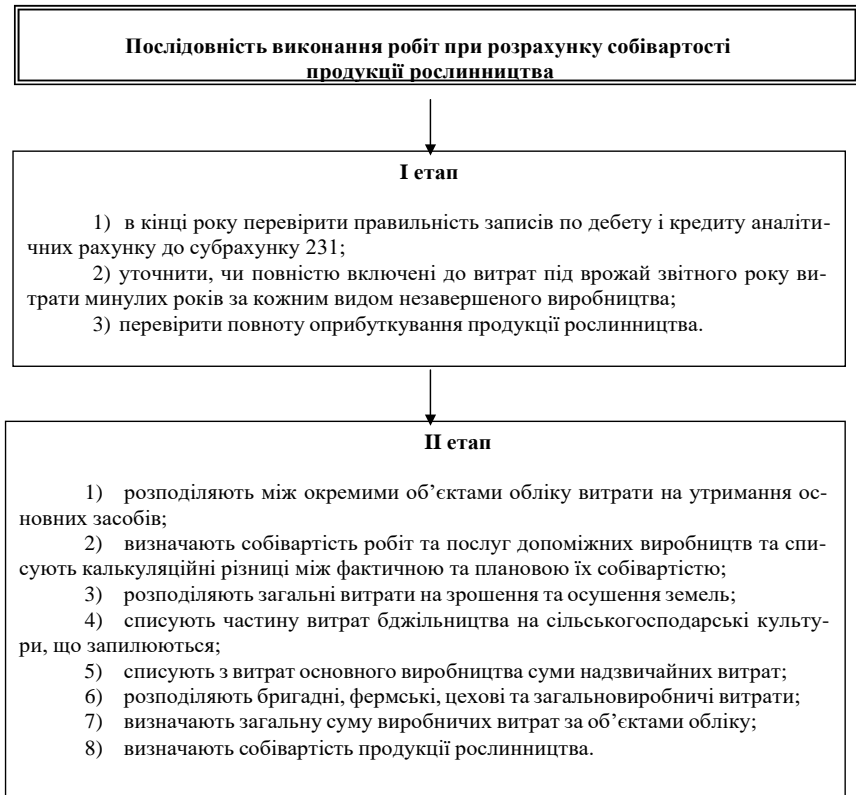 Послідовність виконання робіт при розрахунку собівартості
продукції рослинництва
І етап
1) в кінці року перевірити правильність записів по дебету і кредиту аналіти-
чних рахунку до субрахунку 231;
2) уточнити, чи повністю включені до витрат під врожай звітного року ви-
трати минулих років за кожним видом незавершеного виробництва;
3) перевірити повноту оприбуткування продукції рослинництва.
ІІ етап
1) розподіляють між окремими об’єктами обліку витрати на утримання ос-
новних засобів;
2) визначають собівартість робіт та послуг допоміжних виробництв та спи-
сують калькуляційні різниці між фактичною та плановою їх собівартістю;
3) розподіляють загальні витрати на зрошення та осушення земель;
4) списують частину витрат бджільництва на сільськогосподарські культу-
ри, що запилюються;
5) списують з витрат основного виробництва суми надзвичайних витрат;
6) розподіляють бригадні, фермські, цехові та загальновиробничі витрати;
7) визначають загальну суму виробничих витрат за об’єктами обліку;
8) визначають собівартість продукції рослинництва.